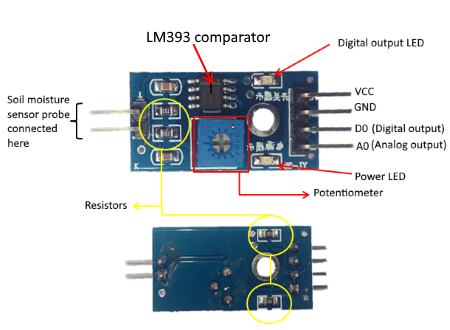 LM393 comparator
Digital output LED
VCC
GND
D0 (Digital output)
A0(Analog output)
Soil moisture
sensor probe
connected
here
Power LED
Potentiometer
Resistors